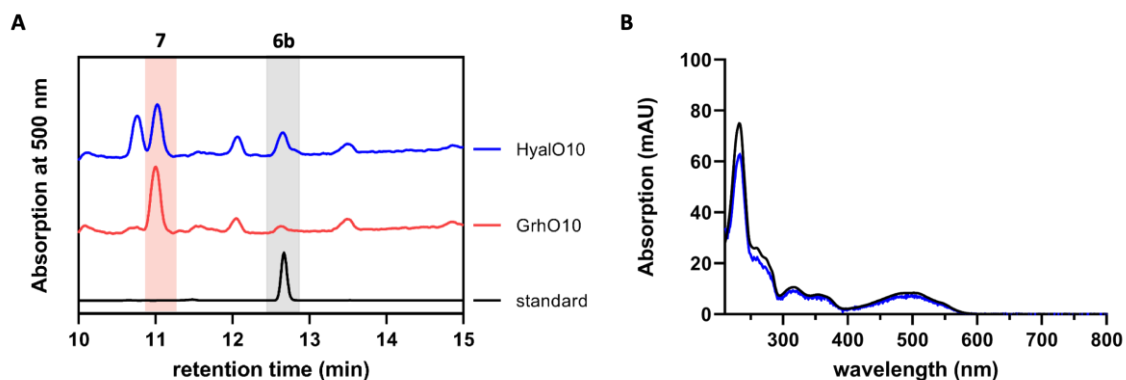 A
7 6b
Absorption at 500 nm
HyalO10
GrhO10
standard
10 11 12 13 14 15
retention time (min)
B
Absorption (mAU)
100
80
60
40
20
0
300 400 500 600 700 800
wavelength (nm)